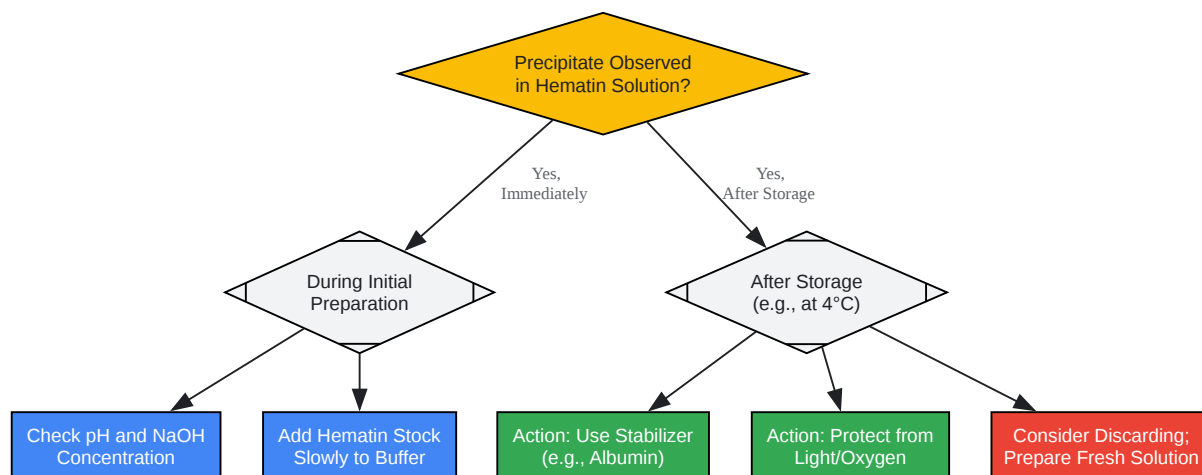 Precipitate Observed
in Hematin Solution?
Yes,
Immediately
Yes,
After Storage
During Initial
Preparation
After Storage
(e.g., at 4°C)
Check pH and NaOH
Concentration
Add Hematin Stock
Slowly to Buffer
Action: Use Stabilizer
(e.g., Albumin)
Action: Protect from
Light/Oxygen
Consider Discarding;
Prepare Fresh Solution